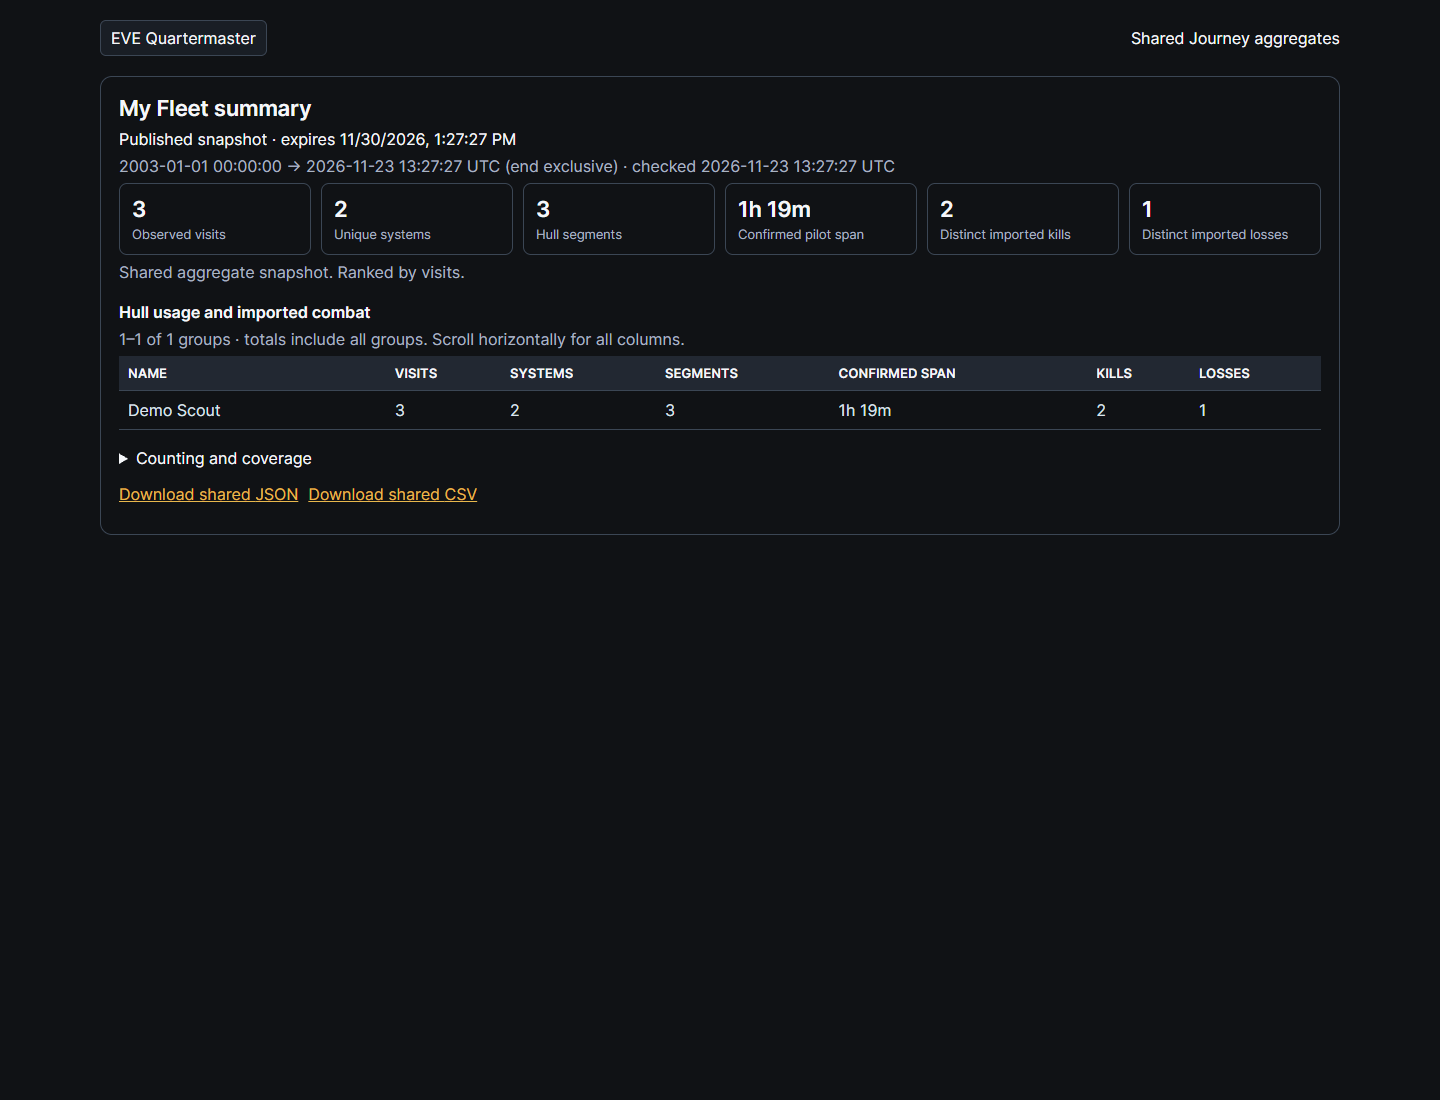 EVE Quartermaster
Shared Journey aggregates
My Fleet summary
Published snapshot · expires 11/30/2026, 1:27:27 PM
2003-01-01 00:00:00 → 2026-11-23 13:27:27 UTC (end exclusive) · checked 2026-11-23 13:27:27 UTC
3
Observed visits
2
Unique systems
3
Hull segments
1h 19m
Confirmed pilot span
2
Distinct imported kills
1
Distinct imported losses
Shared aggregate snapshot. Ranked by visits.
Hull usage and imported combat
1–1 of 1 groups · totals include all groups. Scroll horizontally for all columns.
NAME VISITS SYSTEMS SEGMENTS CONFIRMED SPAN KILLS LOSSES
Demo Scout 3 2 3 1h 19m 2 1
Counting and coverage
Download shared JSON Download shared CSV